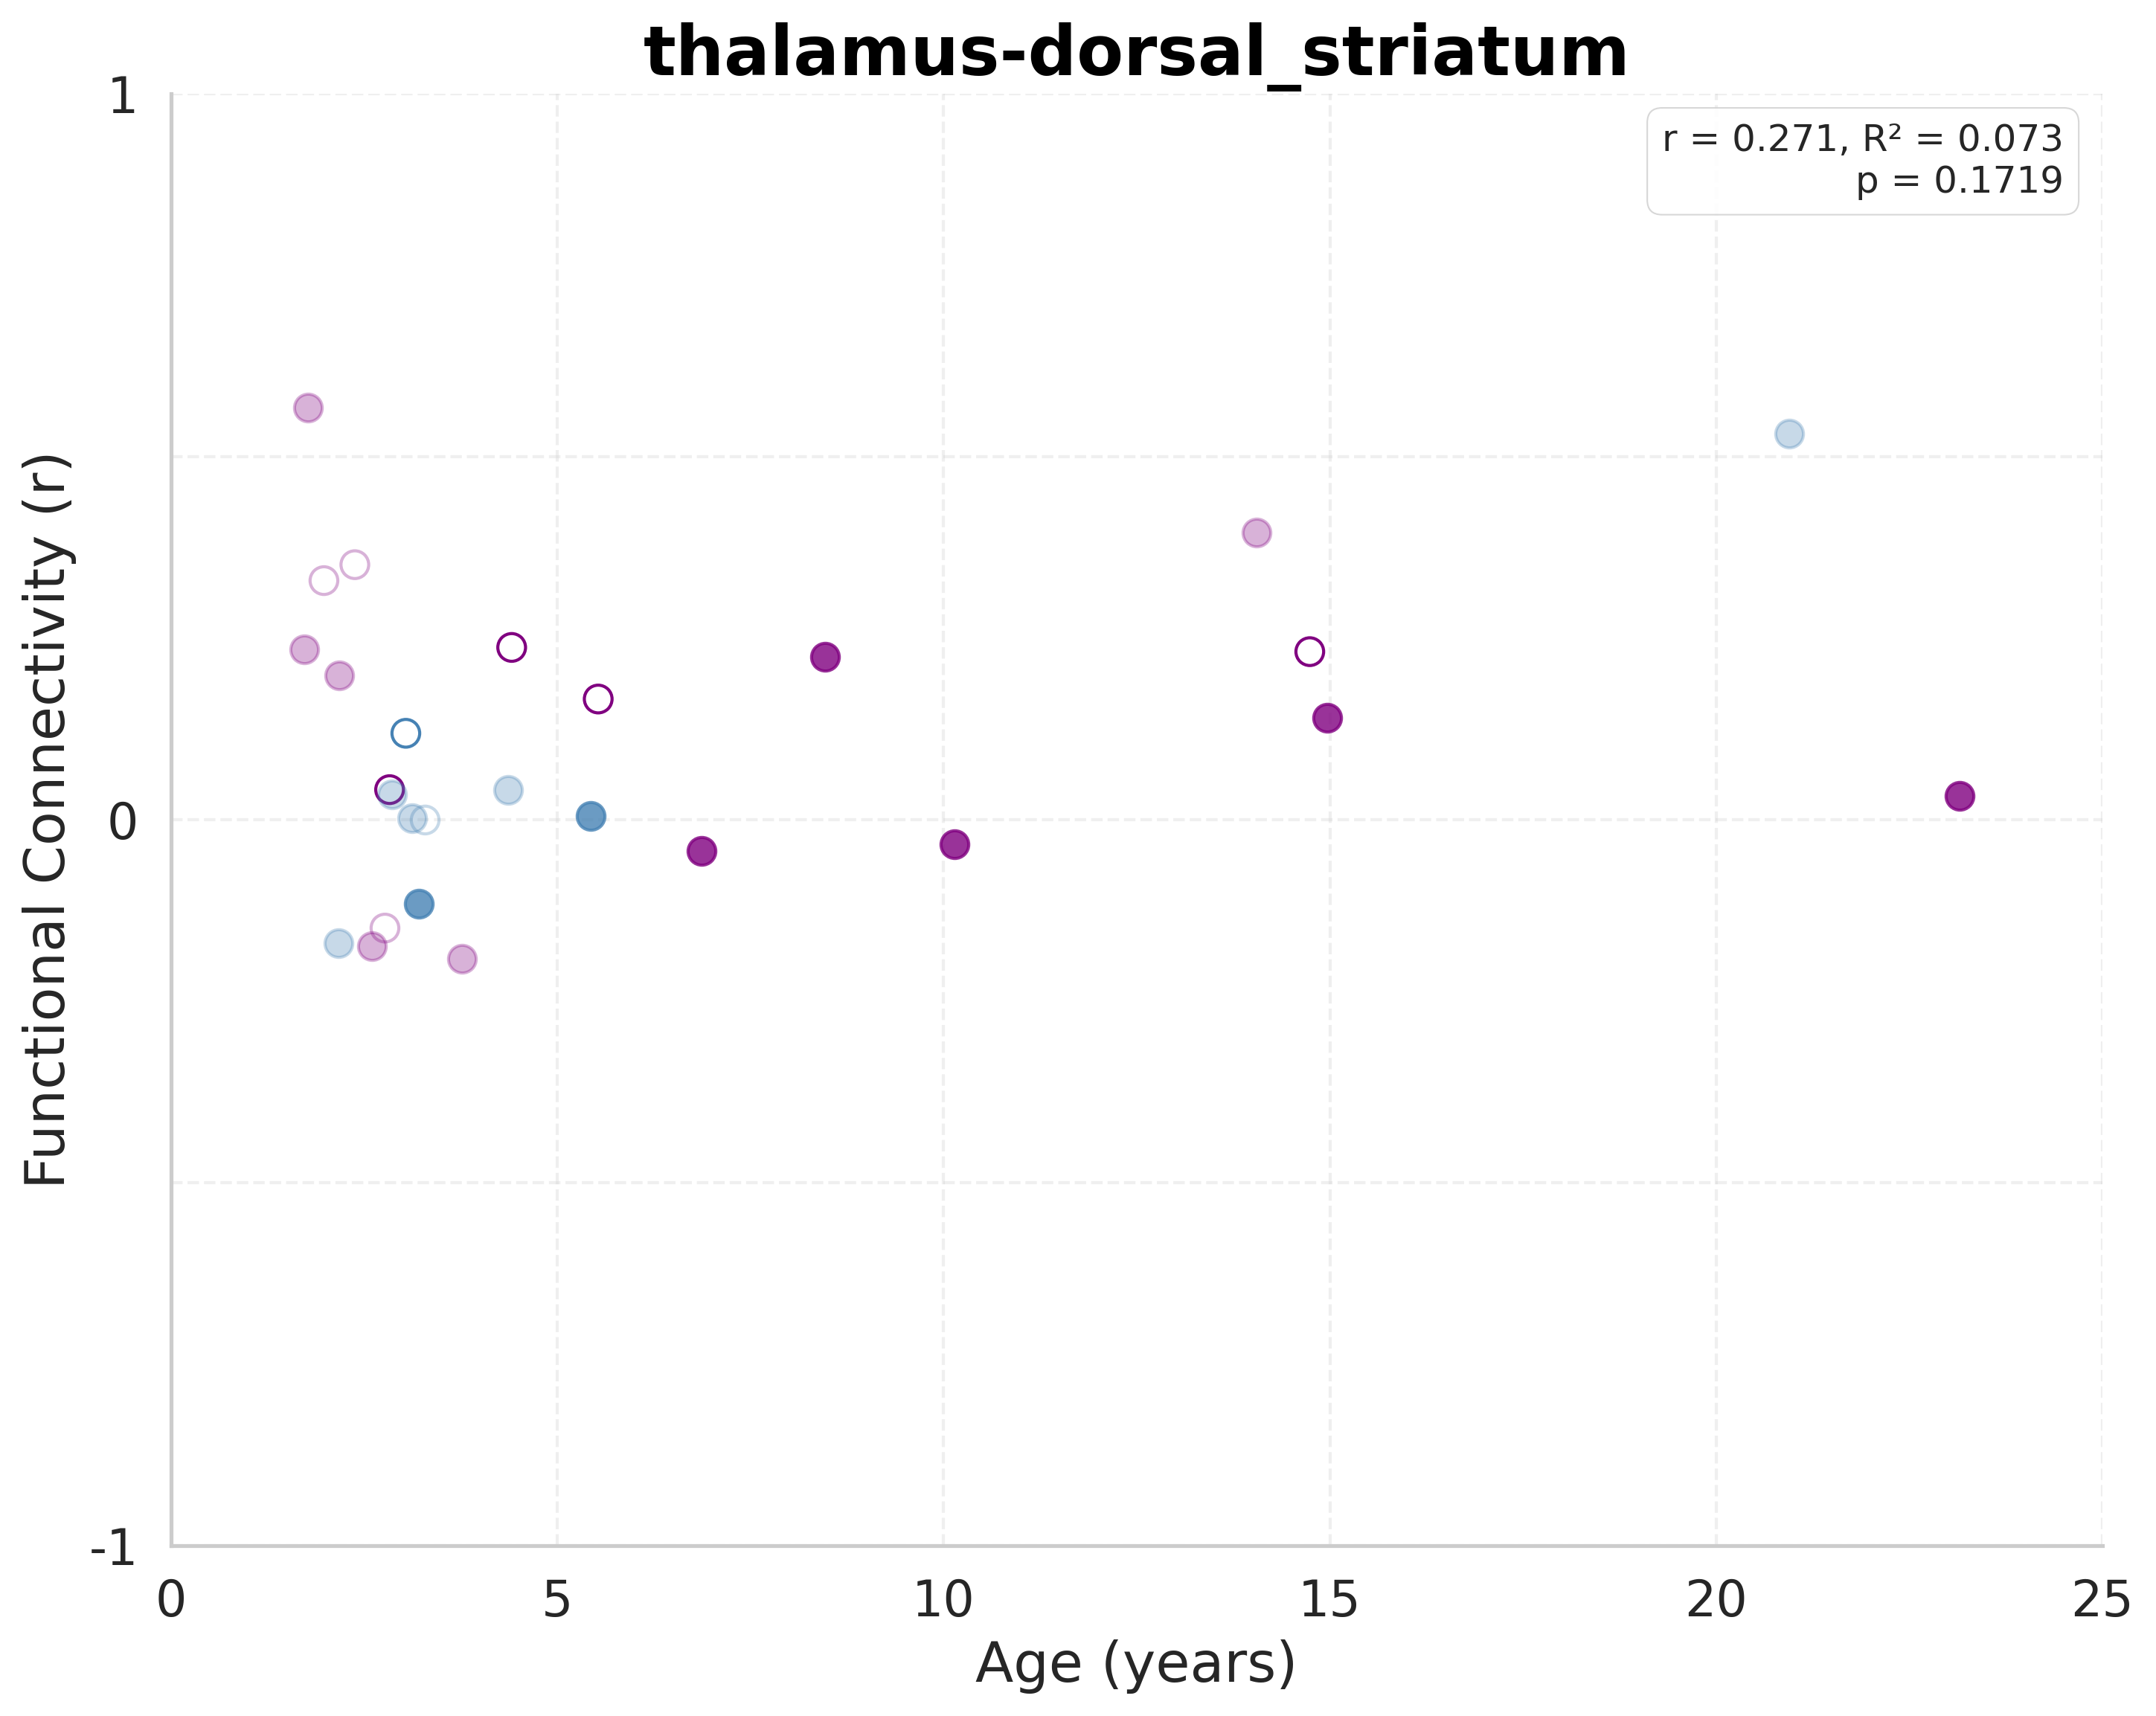 thalamus-dorsal_striatum
r = 0.271, R² = 0.073
p = 0.1719
Functional Connectivity (r)
1
0
-1
0 5 10 15 20 25
Age (years)